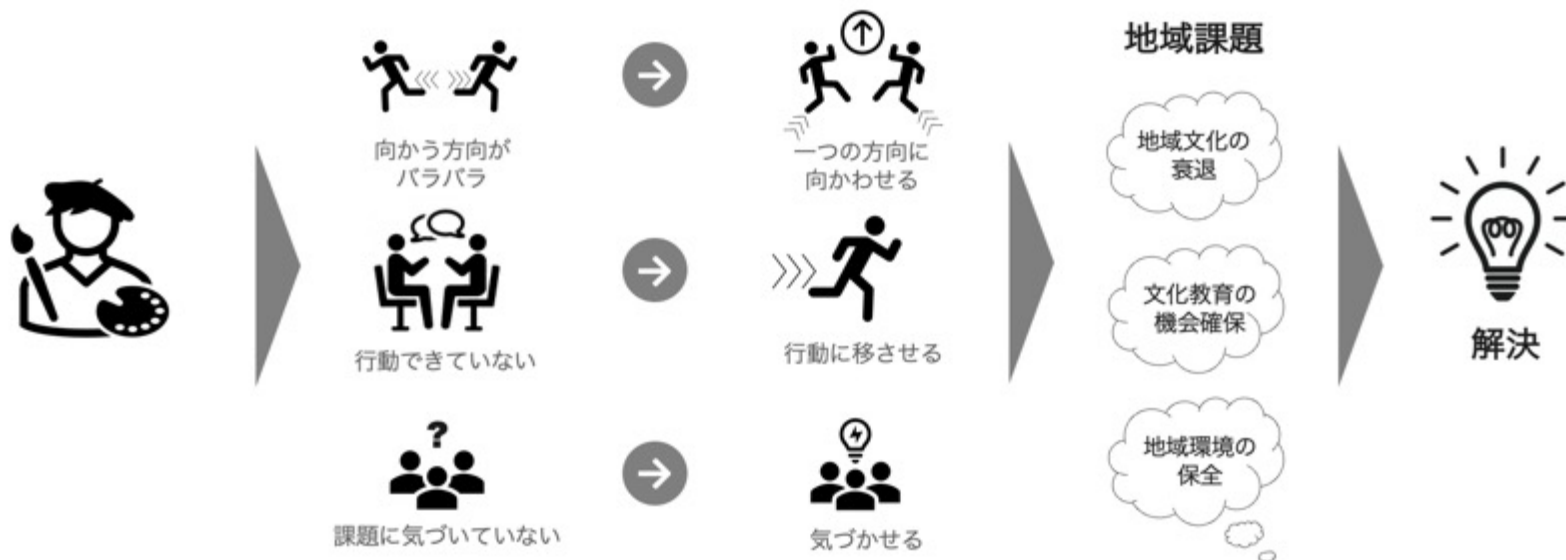 地域課題
向かう方向が
バラバラ
一つの方向に
向かわせる
地域文化の
衰退
行動できていない
行動に移させる
文化教育の
機会確保
解決
?
課題に気づいていない
気づかせる
地域環境の
保全